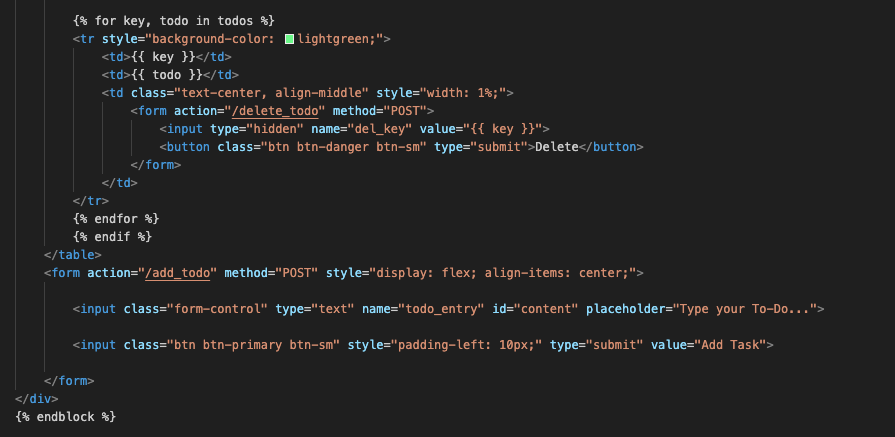 {% for key, todo in todos %}
<tr style="background-color: lightgreen;">
<td>{{ key }}</td>
<td>{{ todo }}</td>
<td class="text-center, align-middle" style="width: 1%;">
<form action="/delete_todo" method="POST">
<input type="hidden" name="del_key" value="{{ key }}">
<button class="btn btn-danger btn-sm" type="submit">Delete</button>
</form>
</td>
</tr>
{% endfor %}
{% endif %}
</table>
<form action="/add_todo" method="POST" style="display: flex; align-items: center;">
<input class="form-control" type="text" name="todo_entry" id="content" placeholder="Type your To-Do...">
<input class="btn btn-primary btn-sm" style="padding-left: 10px;" type="submit" value="Add Task">
</form>
</div>
{% endblock %}